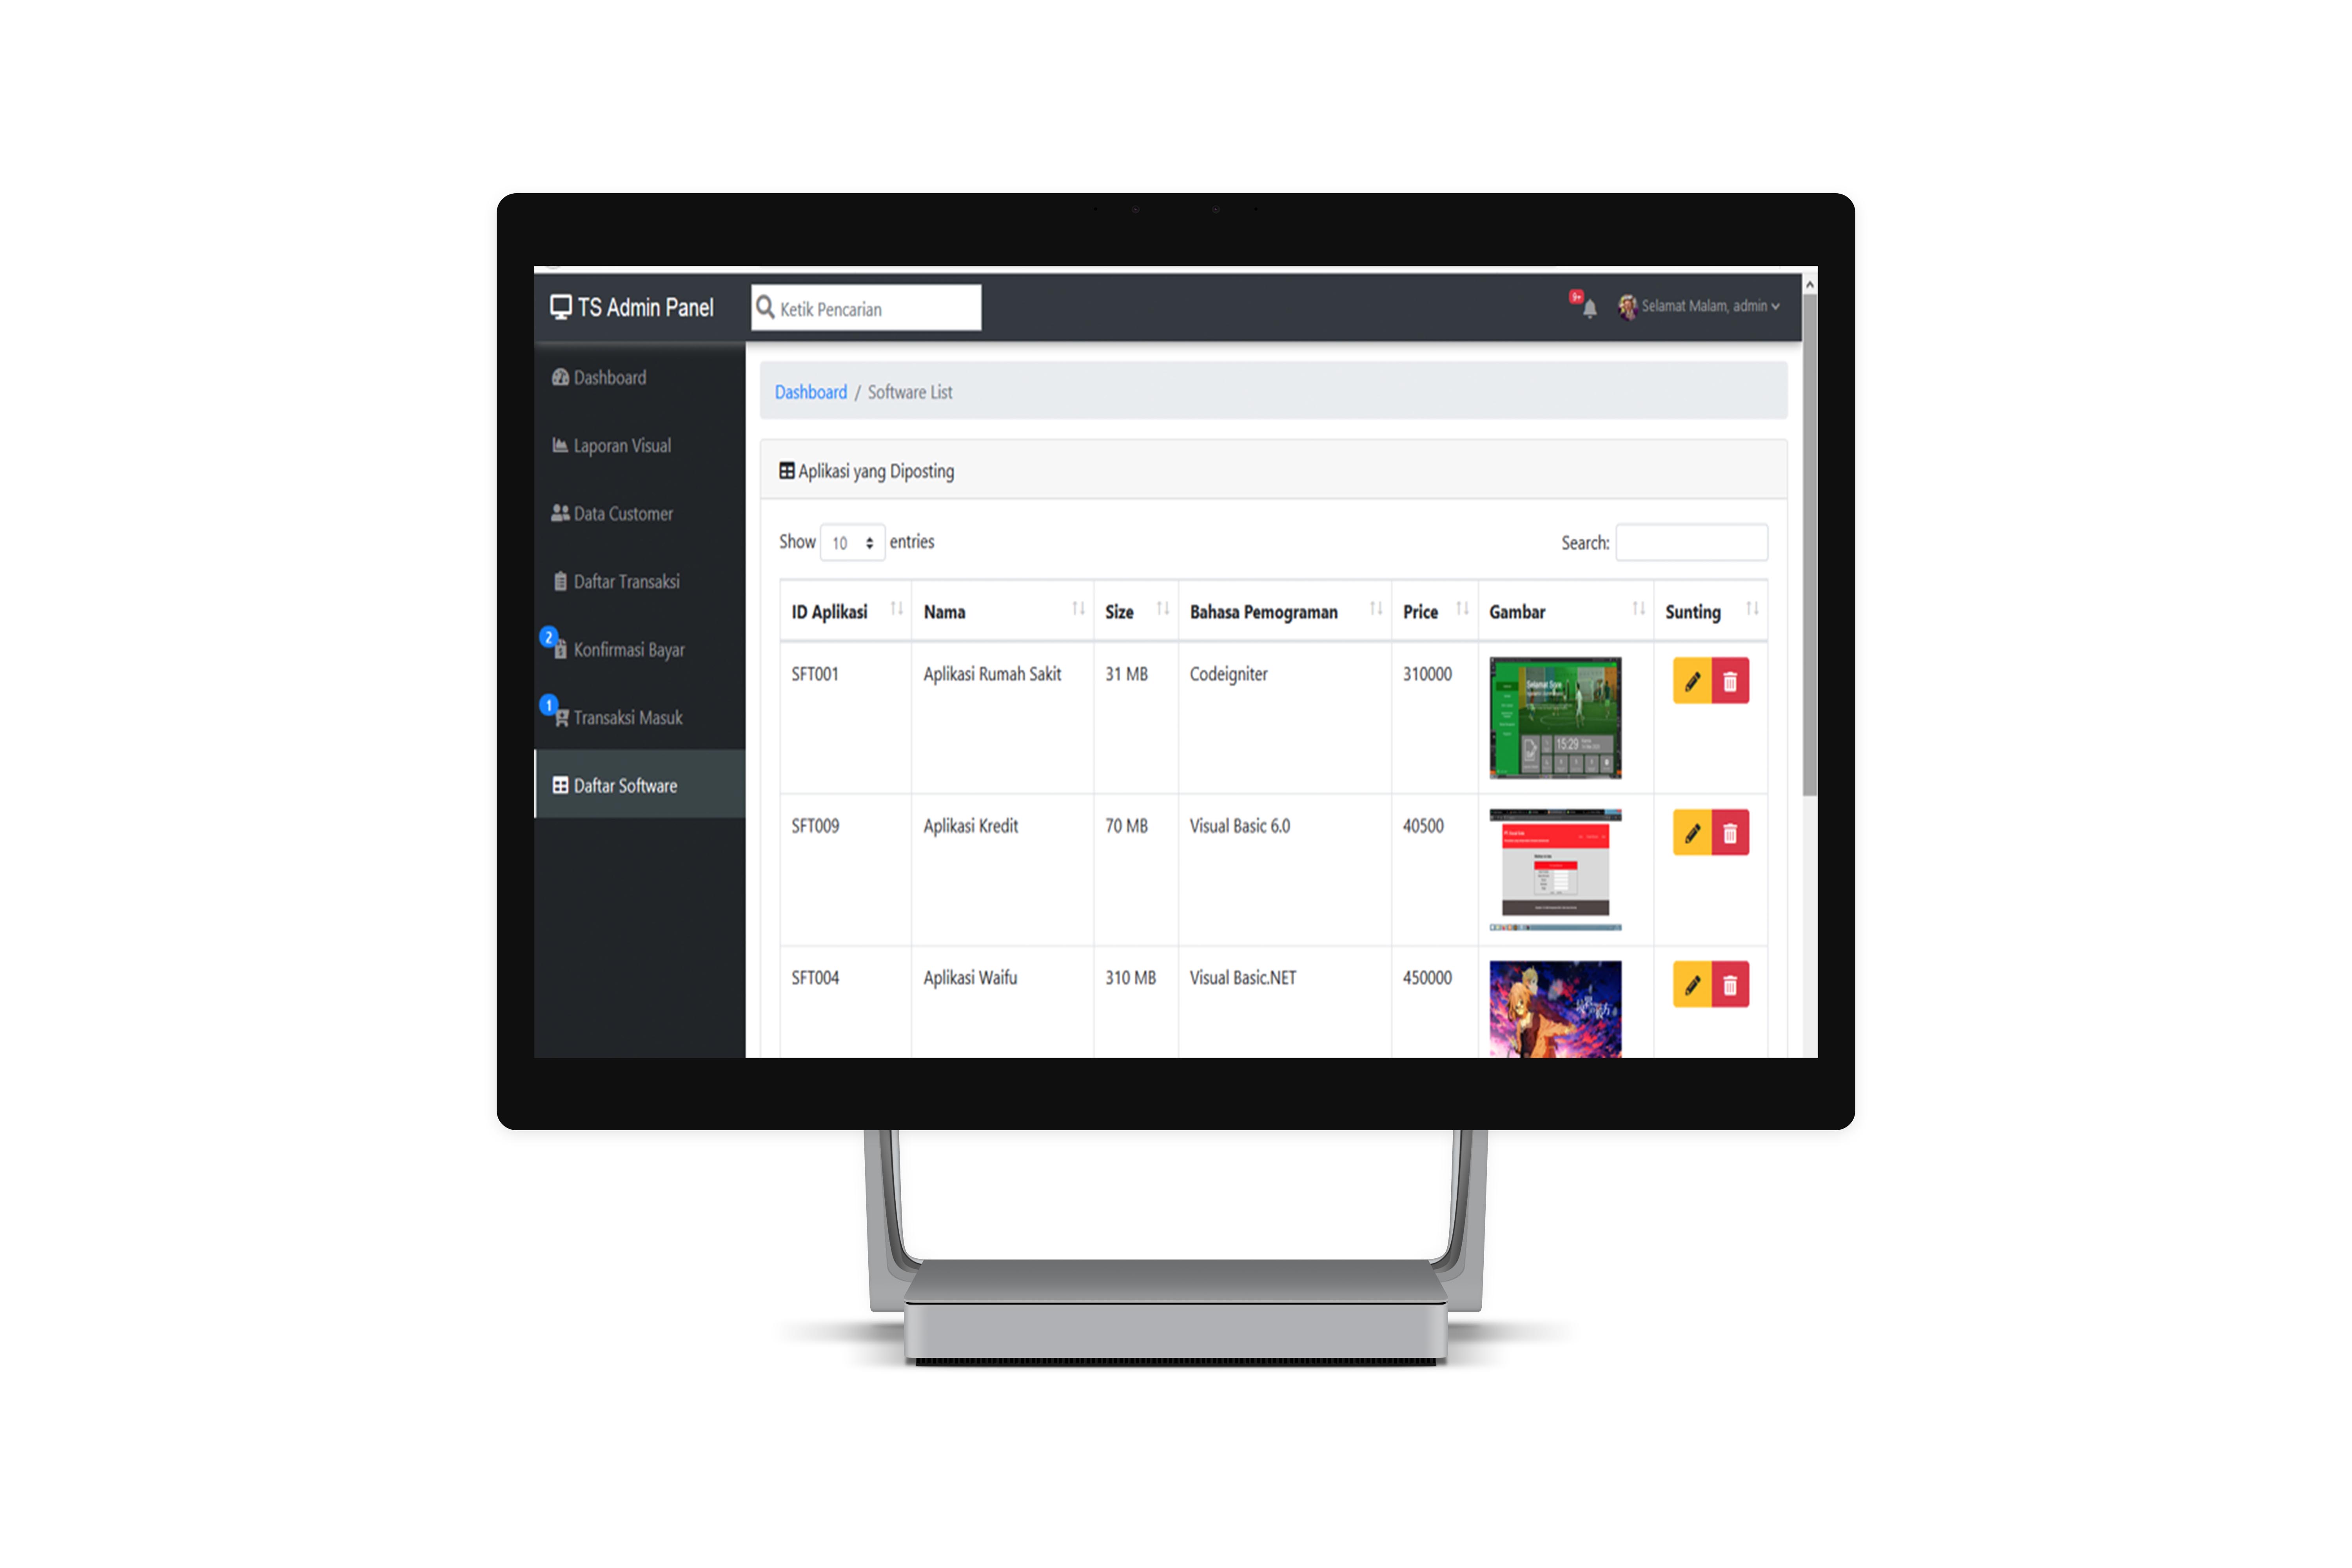 TS Admin Panel
Ketik Pencarian
9+
Selamat Malam, admin
Dashboard
Laporan Visual
Data Customer
Daftar Transaksi
2
Konfirmasi Bayar
1
Transaksi Masuk
Daftar Software
Dashboard / Software List
Aplikasi yang Diposting
Show 10 entries
Search:
ID Aplikasi Nama Size Bahasa Pemograman Price Gambar Sunting
SFT001 Aplikasi Rumah Sakit 31 MB Codeigniter 310000
15:29
SFT009 Aplikasi Kredit 70 MB Visual Basic 6.0 40500
SFT004 Aplikasi Waifu 310 MB Visual Basic.NET 450000